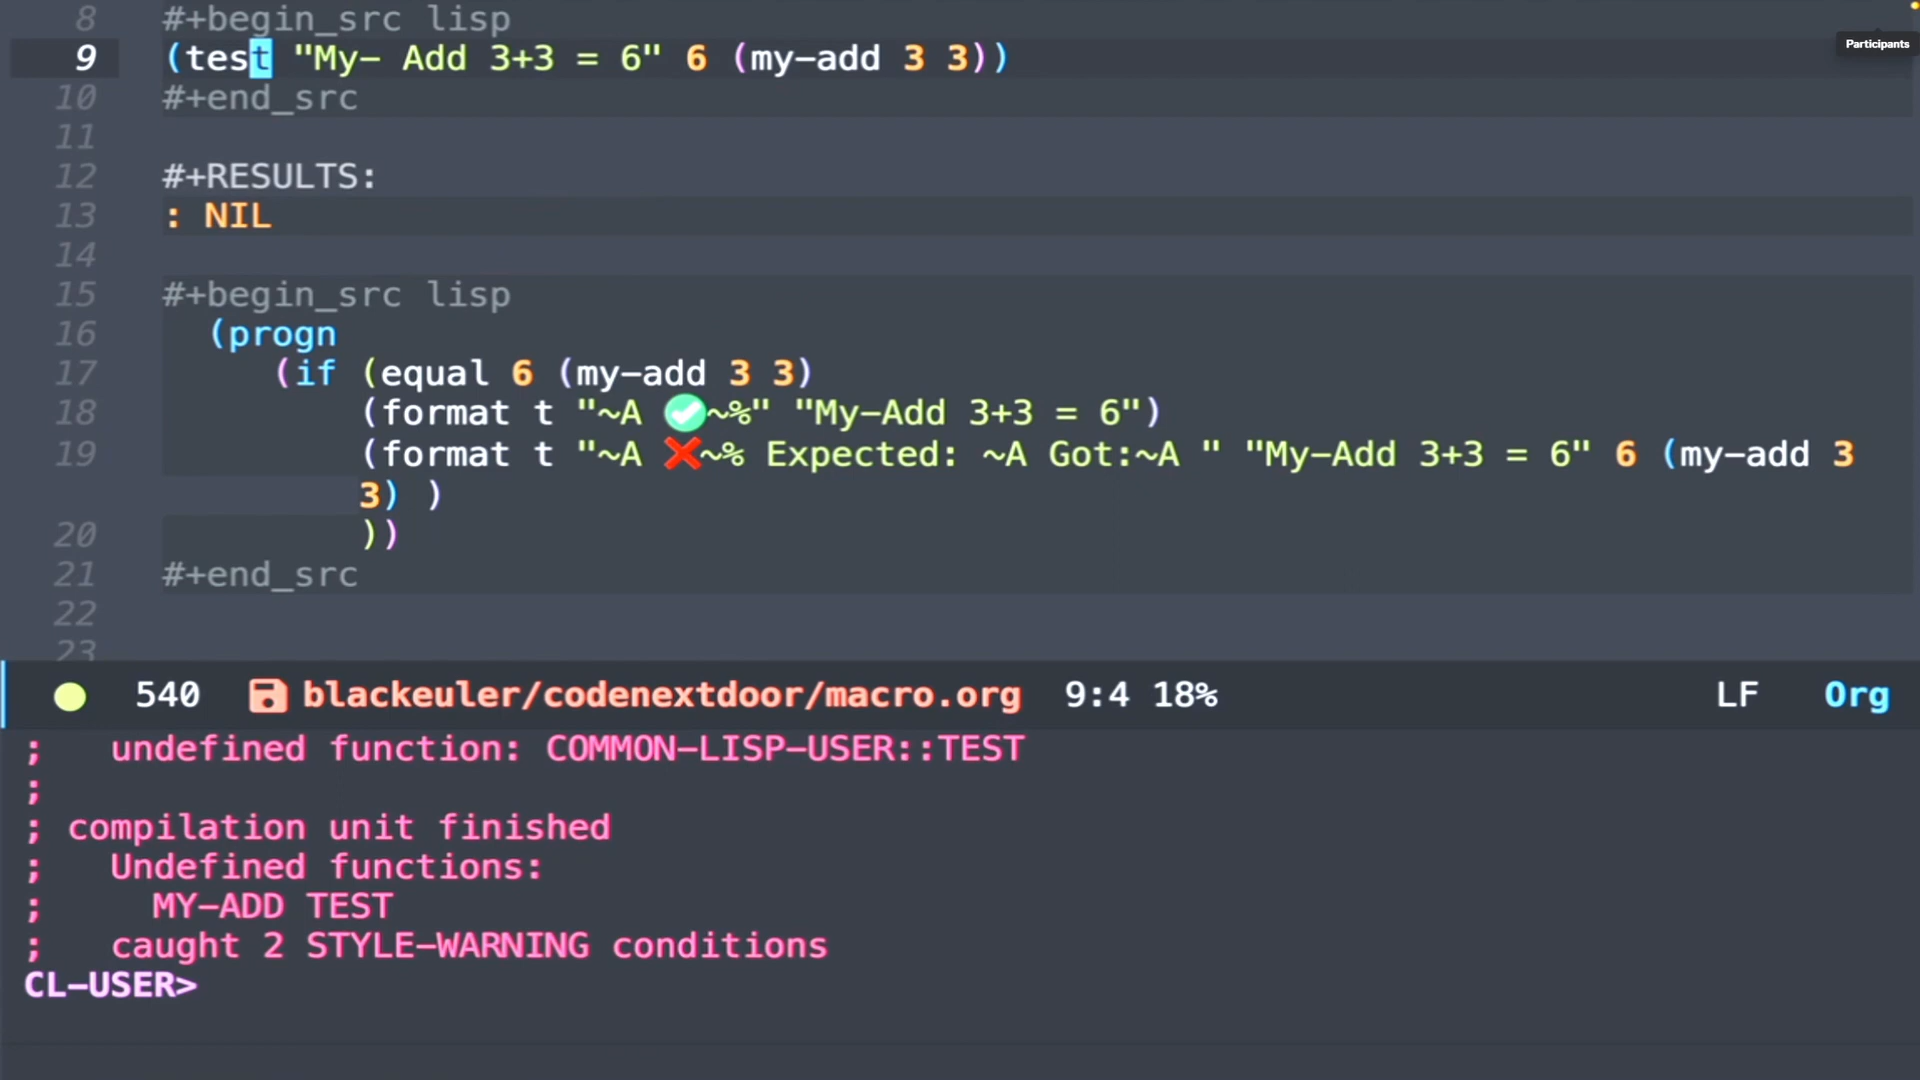 8 #+begin_src lisp
Participants
9 (test "My- Add 3+3 = 6" 6 (my-add 3 3))
10 #+end_src
11
12 #+RESULTS:
13 : NIL
14
15 #+begin_src lisp
16 (progn
17 (if (equal 6 (my-add 3 3)
18 (format t "~A ✅~%" "My-Add 3+3 = 6")
19 (format t "~A ❌~% Expected: ~A Got:~A " "My-Add 3+3 = 6" 6 (my-add 3
3) )
20 ))
21 #+end_src
22
23
540 blackeuler/codenextdoor/macro.org 9:4 18% LF Org
; undefined function: COMMON-LISP-USER::TEST
;
; compilation unit finished
; Undefined functions:
; MY-ADD TEST
; caught 2 STYLE-WARNING conditions
CL-USER>